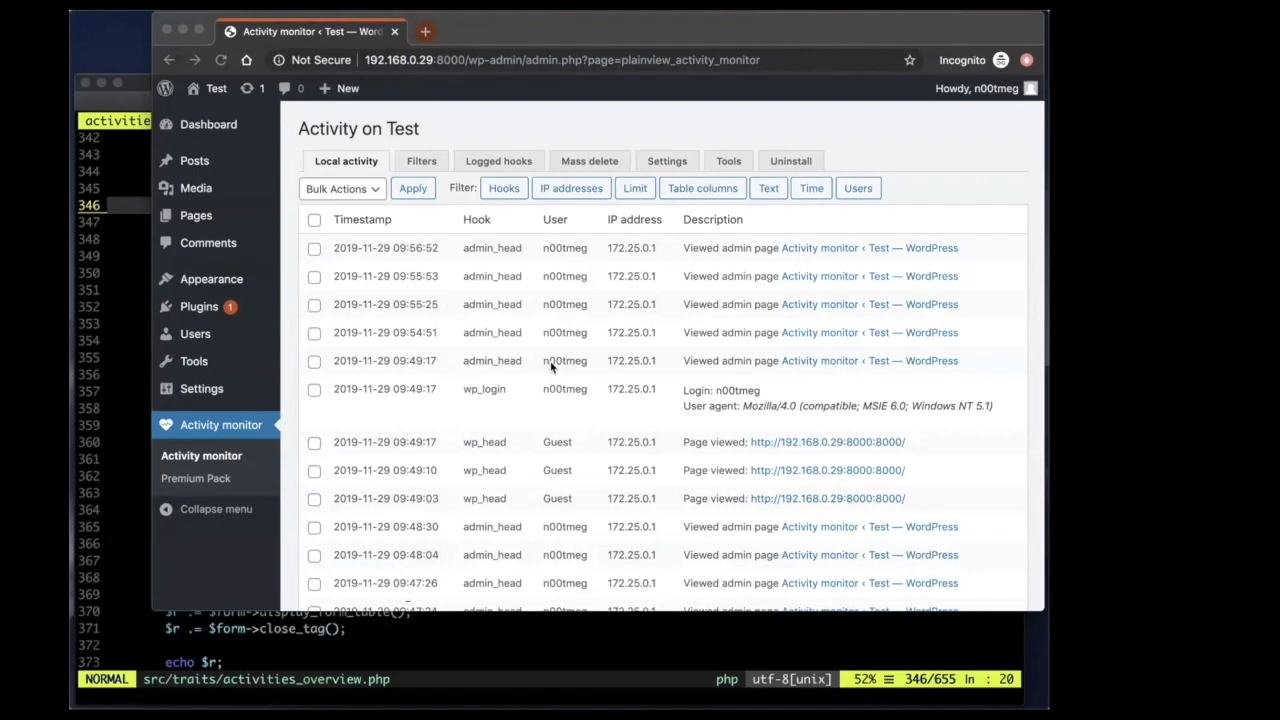 Activity monitor ‹ Test — Word
Not Secure | 192.168.0.29:8000/wp-admin/admin.php?page=plainview_activity_monitor
Incognito
Test 1 0 New
Howdy, n00tmeg
Dashboard
Posts
Media
Pages
Comments
Appearance
Plugins 1
Users
Tools
Settings
Activity monitor
Activity monitor
Premium Pack
Collapse menu
Activity on Test
Local activity Filters Logged hooks Mass delete Settings Tools Uninstall
Bulk Actions Apply Filter: Hooks IP addresses Limit Table columns Text Time Users
Timestamp Hook User IP address Description
2019-11-29 09:56:52 admin_head n00tmeg 172.25.0.1 Viewed admin page Activity monitor ‹ Test — WordPress
2019-11-29 09:55:53 admin_head n00tmeg 172.25.0.1 Viewed admin page Activity monitor ‹ Test — WordPress
2019-11-29 09:55:25 admin_head n00tmeg 172.25.0.1 Viewed admin page Activity monitor ‹ Test — WordPress
2019-11-29 09:54:51 admin_head n00tmeg 172.25.0.1 Viewed admin page Activity monitor ‹ Test — WordPress
2019-11-29 09:49:17 admin_head n00tmeg 172.25.0.1 Viewed admin page Activity monitor ‹ Test — WordPress
2019-11-29 09:49:17 wp_login n00tmeg 172.25.0.1 Login: n00tmeg
User agent: Mozilla/4.0 (compatible; MSIE 6.0; Windows NT 5.1)
2019-11-29 09:49:17 wp_head Guest 172.25.0.1 Page viewed: http://192.168.0.29:8000:8000/
2019-11-29 09:49:10 wp_head Guest 172.25.0.1 Page viewed: http://192.168.0.29:8000:8000/
2019-11-29 09:49:03 wp_head Guest 172.25.0.1 Page viewed: http://192.168.0.29:8000:8000/
2019-11-29 09:48:30 admin_head n00tmeg 172.25.0.1 Viewed admin page Activity monitor ‹ Test — WordPress
2019-11-29 09:48:04 admin_head n00tmeg 172.25.0.1 Viewed admin page Activity monitor ‹ Test — WordPress
2019-11-29 09:47:26 admin_head n00tmeg 172.25.0.1 Viewed admin page Activity monitor ‹ Test — WordPress
activitie
342
343
344
345
346
347
348
349
350
351
352
353
354
355
356
357
358
359
360
361
362
363
364
365
366
367
368
369
370 $r .= $form->display_form_table();
371 $r .= $form->close_tag();
372
373 echo $r;
NORMAL src/traits/activities_overview.php php utf-8[unix] 52% ☰ 346/655 ln : 20